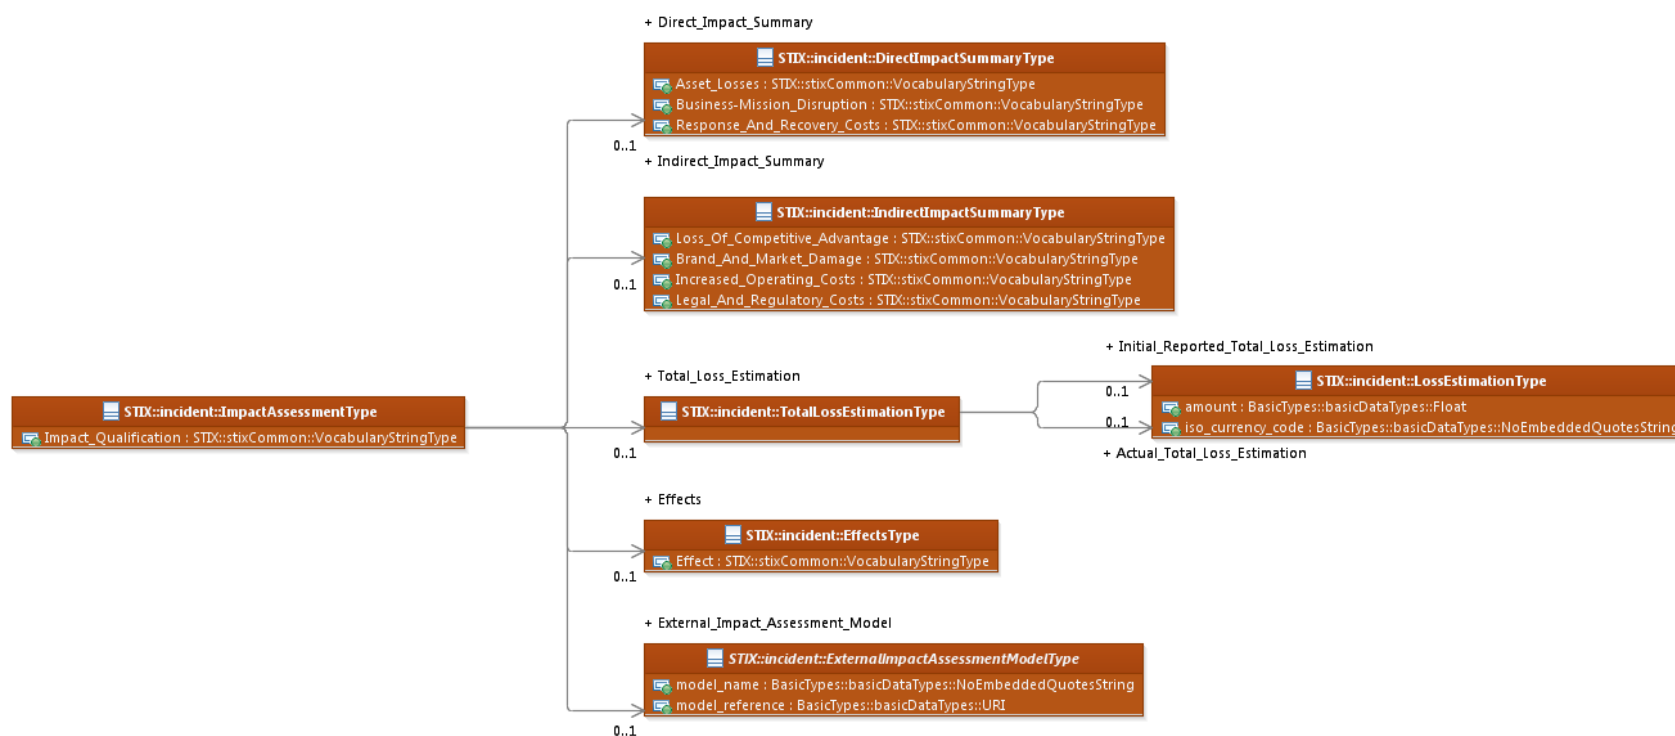 + Direct_Impact_Summary
STIX::incident::DirectImpactSummaryType
Asset_Losses : STIX::stixCommon::VocabularyStringType
Business-Mission_Disruption : STIX::stixCommon::VocabularyStringType
Response_And_Recovery_Costs : STIX::stixCommon::VocabularyStringType
0..1
+ Indirect_Impact_Summary
STIX::incident::IndirectImpactSummaryType
Loss_Of_Competitive_Advantage : STIX::stixCommon::VocabularyStringType
Brand_And_Market_Damage : STIX::stixCommon::VocabularyStringType
Increased_Operating_Costs : STIX::stixCommon::VocabularyStringType
Legal_And_Regulatory_Costs : STIX::stixCommon::VocabularyStringType
0..1
+ Initial_Reported_Total_Loss_Estimation
STIX::incident::LossEstimationType
amount : BasicTypes::basicDataTypes::Float
iso_currency_code : BasicTypes::basicDataTypes::NoEmbeddedQuotesString
0..1
0..1
+ Actual_Total_Loss_Estimation
+ Total_Loss_Estimation
STIX::incident::TotalLossEstimationType
0..1
STIX::incident::ImpactAssessmentType
Impact_Qualification : STIX::stixCommon::VocabularyStringType
+ Effects
STIX::incident::EffectsType
Effect : STIX::stixCommon::VocabularyStringType
0..1
+ External_Impact_Assessment_Model
STIX::incident::ExternalImpactAssessmentModelType
model_name : BasicTypes::basicDataTypes::NoEmbeddedQuotesString
model_reference : BasicTypes::basicDataTypes::URI
0..1